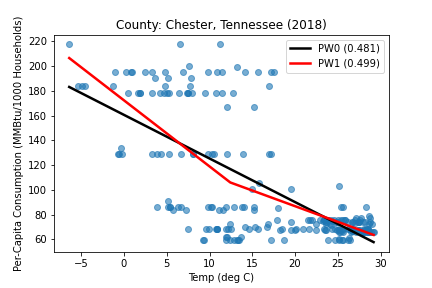 County: Chester, Tennessee (2018)
Per-Capita Consumption (MMBtu/1000 Households)
220
200
180
160
140
120
100
80
60
PW0 (0.481)
PW1 (0.499)
−5 0 5 10 15 20 25 30
Temp (deg C)